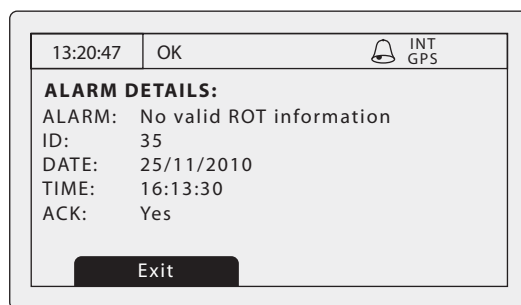 13:20:47 OK INT
GPS
ALARM DETAILS:
ALARM: No valid ROT information
ID: 35
DATE: 25/11/2010
TIME: 16:13:30
ACK: Yes
Exit